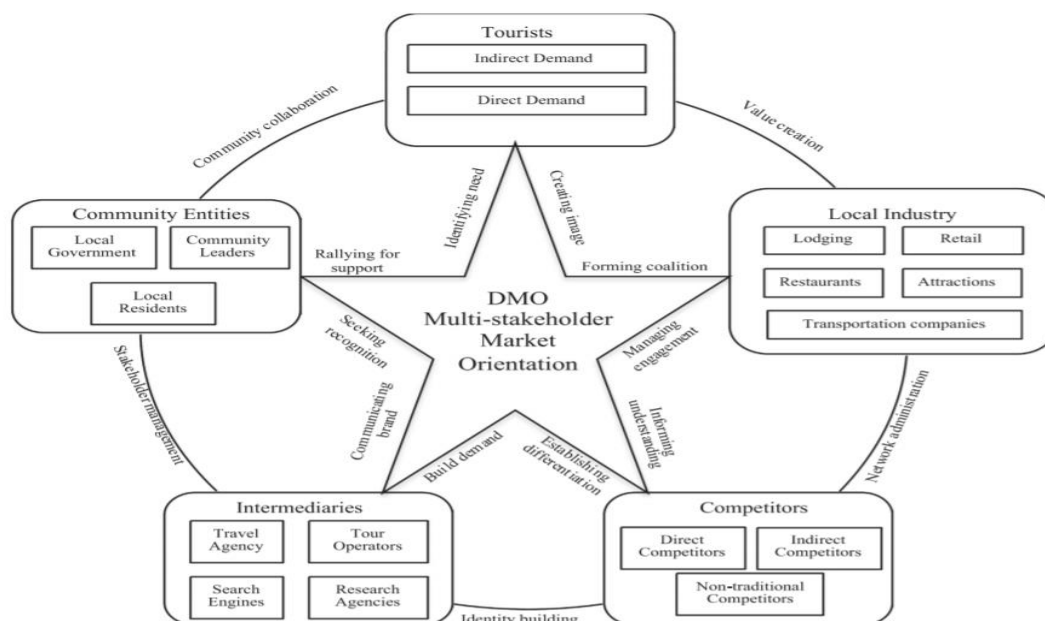 Tourists
Indirect Demand
Direct Demand
Community collaboration
Value creation
Community Entities
Local
Government
Community
Leaders
Local
Residents
Local Industry
Lodging
Retail
Restaurants
Attractions
Transportation companies
Identifying need
Creating image
Rallying for
support
Forming coalition
DMO
Multi-stakeholder
Market
Orientation
Seeking
recognition
Managing
engagement
Communicating
brand
Informing
understanding
Build demand
Establishing
differentiation
Stakeholder management
Network administration
Intermediaries
Travel
Agency
Tour
Operators
Search
Engines
Research
Agencies
Competitors
Direct
Competitors
Indirect
Competitors
Non-traditional
Competitors
Identity building